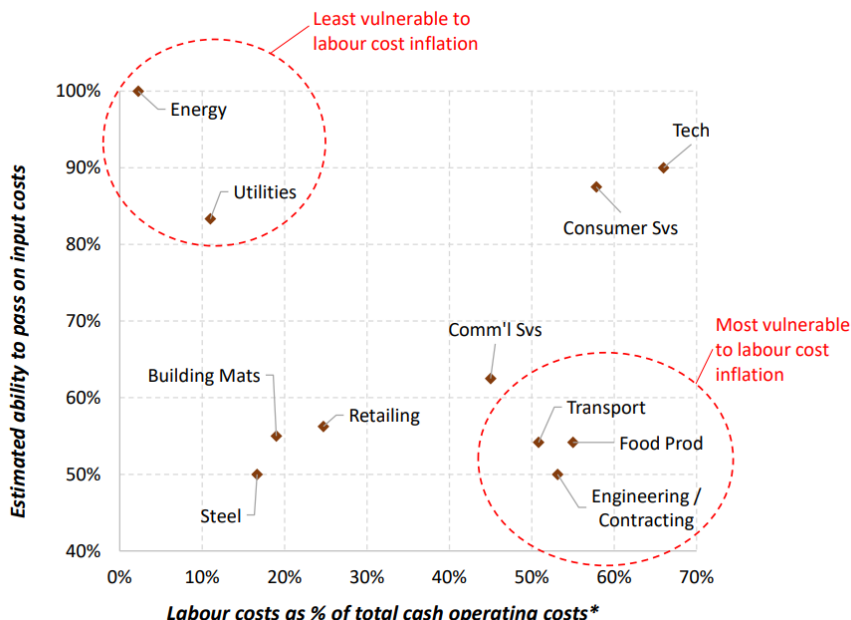 Least vulnerable to
labour cost inflation
100%
Energy
Tech
90%
Utilities
Consumer Svs
80%
70%
Most vulnerable
to labour cost
inflation
Comm'l Svs
Building Mats
60%
Retailing
Transport
Food Prod
50%
Steel
Engineering /
Contracting
40%
0%
10%
20%
30%
40%
50%
60%
70%
Estimated ability to pass on input costs
Labour costs as % of total cash operating costs*